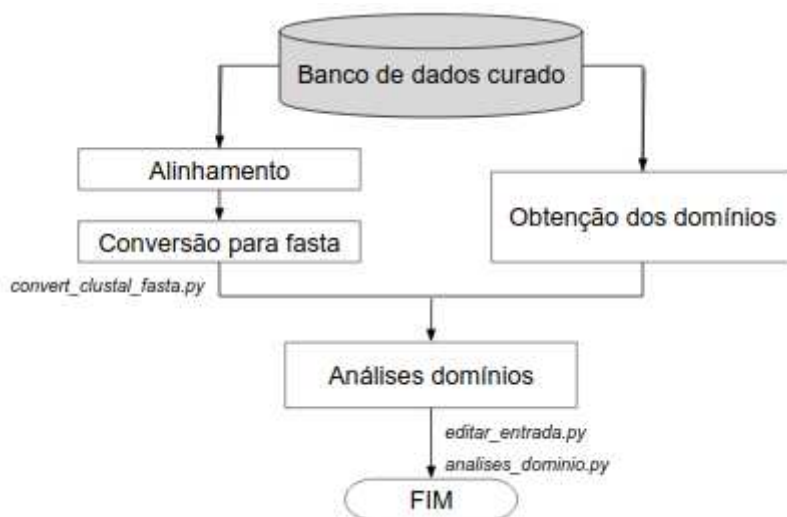 Banco de dados curado
Alinhamento
Obtenção dos domínios
Conversão para fasta
convert_clustal_fasta.py
Análises domínios
editar_entrada.py
analises_dominio.py
FIM